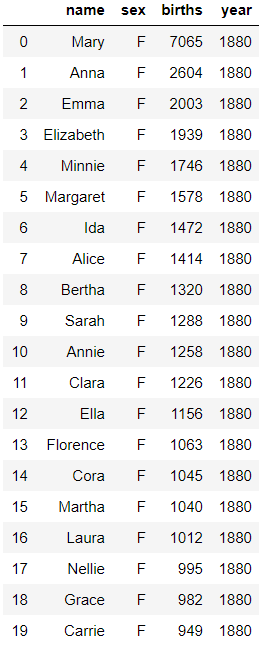 name sex births year
0 Mary F 7065 1880
1 Anna F 2604 1880
2 Emma F 2003 1880
3 Elizabeth F 1939 1880
4 Minnie F 1746 1880
5 Margaret F 1578 1880
6 Ida F 1472 1880
7 Alice F 1414 1880
8 Bertha F 1320 1880
9 Sarah F 1288 1880
10 Annie F 1258 1880
11 Clara F 1226 1880
12 Ella F 1156 1880
13 Florence F 1063 1880
14 Cora F 1045 1880
15 Martha F 1040 1880
16 Laura F 1012 1880
17 Nellie F 995 1880
18 Grace F 982 1880
19 Carrie F 949 1880